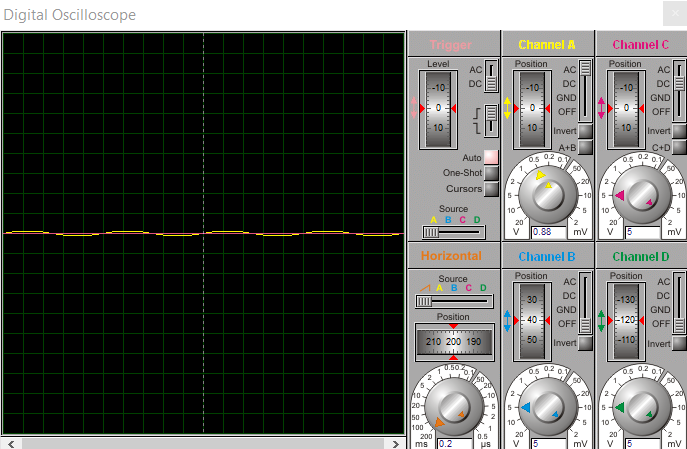 Digital Oscilloscope
Trigger
Level
AC
DC
-10
0
10
Auto
One-Shot
Cursors
Source
A B C D
Horizontal
Source
A B C D
Position
210 200 190
200 100 50 20 10 5 2 1 0.5 0.2 0.1 50 20 10 5 2 1 0.5
ms 0.2 µs
Channel A
Position
AC
DC
GND
OFF
-10
0
10
Invert
A+B
20 10 5 2 1 0.5 0.2 0.1 50 20 10 5 2
V 0.88 mV
Channel C
Position
AC
DC
GND
OFF
-10
0
10
Invert
C+D
20 10 5 2 1 0.5 0.2 0.1 50 20 10 5 2
V 5 mV
Channel B
Position
AC
DC
GND
OFF
30
40
50
Invert
20 10 5 2 1 0.5 0.2 0.1 50 20 10 5 2
V 5 mV
Channel D
Position
AC
DC
GND
OFF
-130
-120
-110
Invert
20 10 5 2 1 0.5 0.2 0.1 50 20 10 5 2
V 5 mV